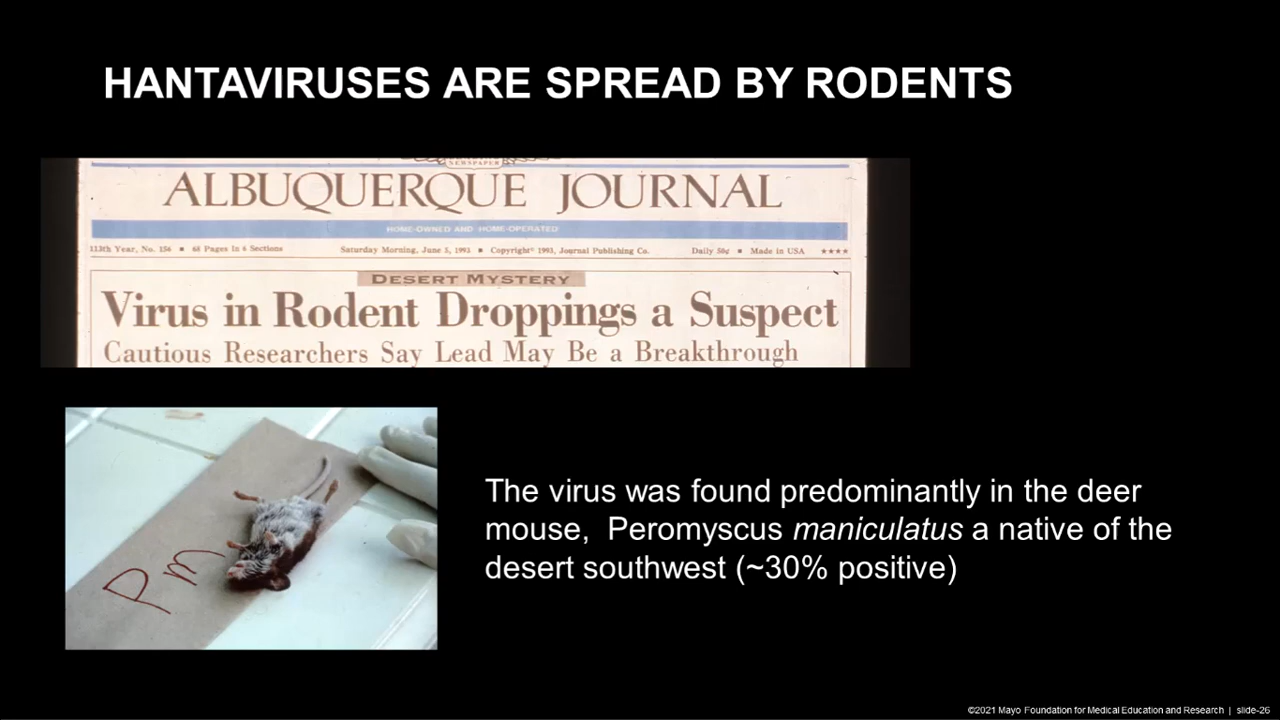 HANTAVIRUSES ARE SPREAD BY RODENTS
NEWSPAPER
ALBUQUERQUE JOURNAL
HOME-OWNED AND HOME-OPERATED
113th Year, No. 156 ■ 68 Pages In 6 Sections Saturday Morning, June 5, 1993 ■ Copyright© 1993, Journal Publishing Co. Daily 50¢ ■ Made in USA ★★★★
DESERT MYSTERY
Virus in Rodent Droppings a Suspect
Cautious Researchers Say Lead May Be a Breakthrough
Pm
The virus was found predominantly in the deer
mouse,  Peromyscus maniculatus a native of the
desert southwest (~30% positive)
©2021 Mayo Foundation for Medical Education and Research | slide-26